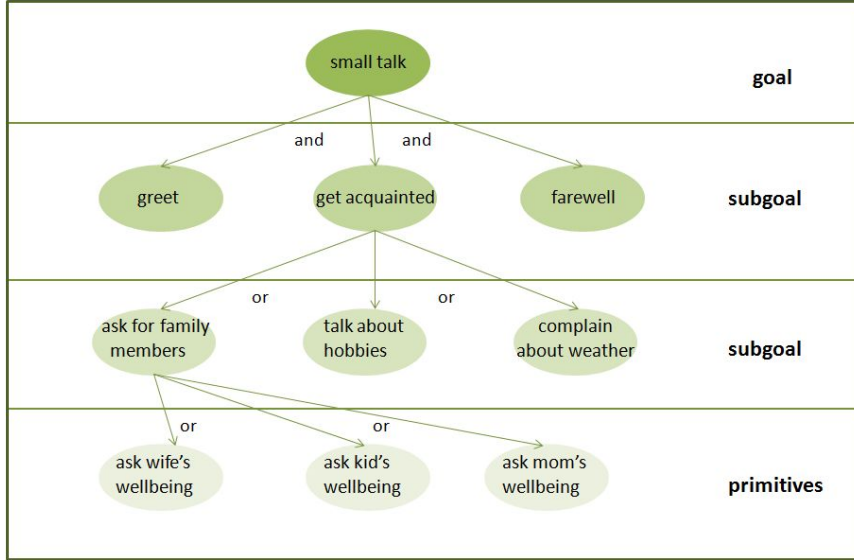 small talk
goal
and and
greet
get acquainted
farewell
subgoal
or or
ask for family
members
talk about
hobbies
complain
about weather
subgoal
or or
ask wife's
wellbeing
ask kid's
wellbeing
ask mom's
wellbeing
primitives